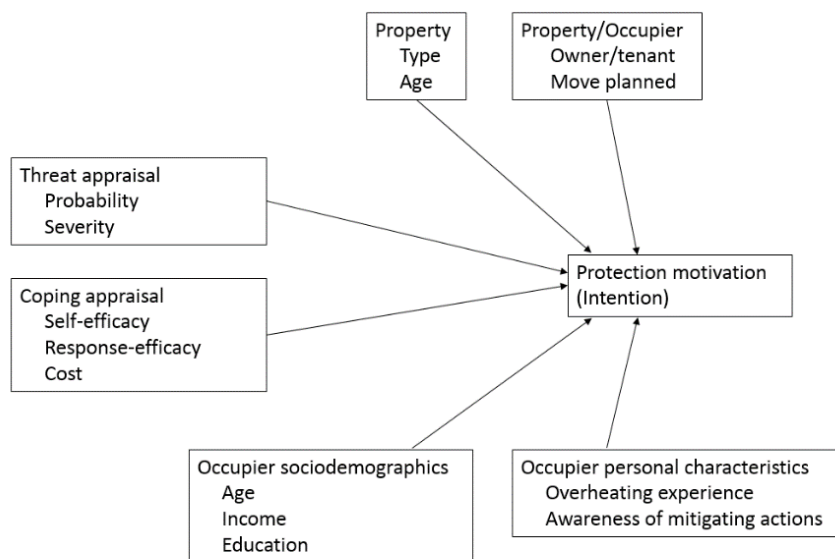 Property
Type
Age
Property/Occupier
Owner/tenant
Move planned
Threat appraisal
Probability
Severity
Coping appraisal
Self-efficacy
Response-efficacy
Cost
Protection motivation
(Intention)
Occupier sociodemographics
Age
Income
Education
Occupier personal characteristics
Overheating experience
Awareness of mitigating actions